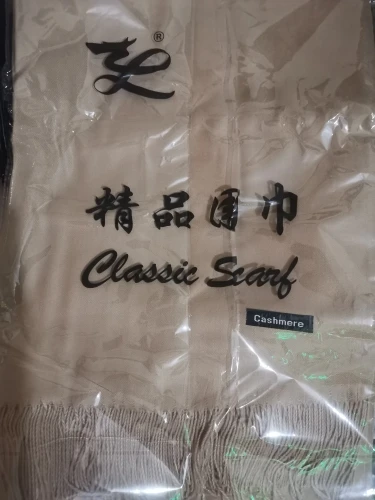 ®
精品围巾
Classic Scarf
Cashmere